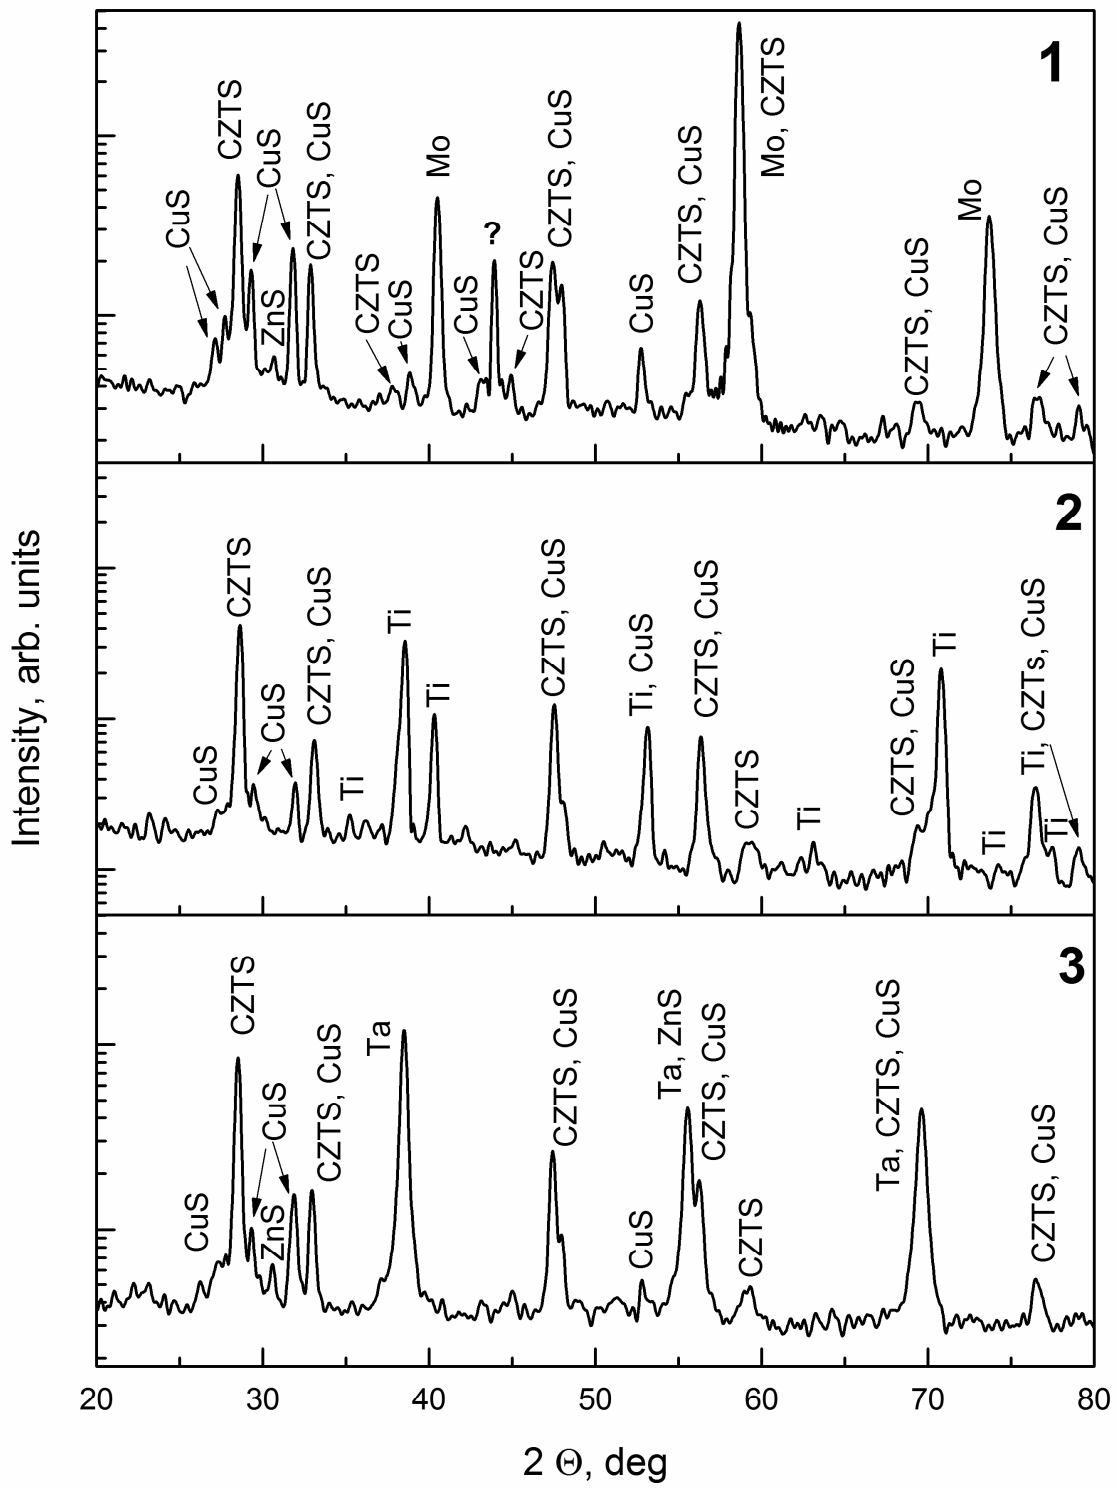 1
CuS
CZTS
CuS
ZnS
CZTS, CuS
CZTS
CuS
Mo
CuS
?
CZTS
CZTS, CuS
CuS
CZTS, CuS
Mo, CZTS
CZTS, CuS
Mo
CZTS, CuS
2
CuS
CZTS
CuS
CZTS, CuS
Ti
Ti
Ti
CZTS, CuS
Ti, CuS
CZTS, CuS
CZTS
Ti
CZTS, CuS
Ti
Ti
Ti, CZTs, CuS
Ti
3
CuS
CZTS
ZnS
CuS
CZTS, CuS
Ta
CZTS, CuS
CuS
Ta, ZnS
CZTS, CuS
CZTS
Ta, CZTS, CuS
CZTS, CuS
Intensity, arb. units
20 30 40 50 60 70 80
2 Θ, deg